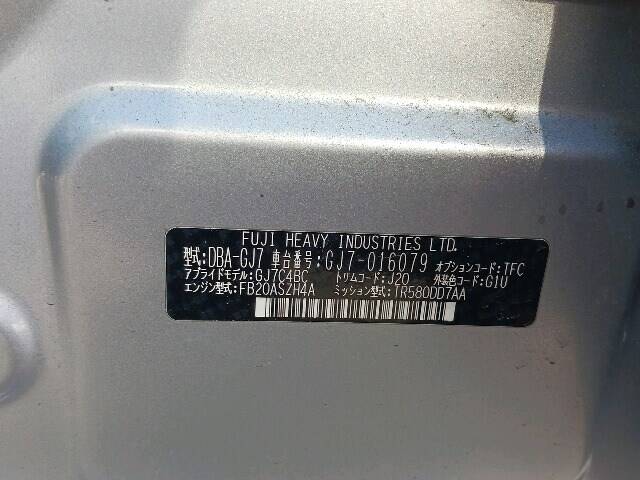 FUJI HEAVY INDUSTRIES LTD.
型式:DBA-GJ7 車台番号:GJ7-016079 オプションコード:TFC
アプライドモデル:GJ7C4BC トリムコード:J20 外装色コード:G1U
エンジン型式:FB20ASZH4A ミッション型式:TR580DD7AA